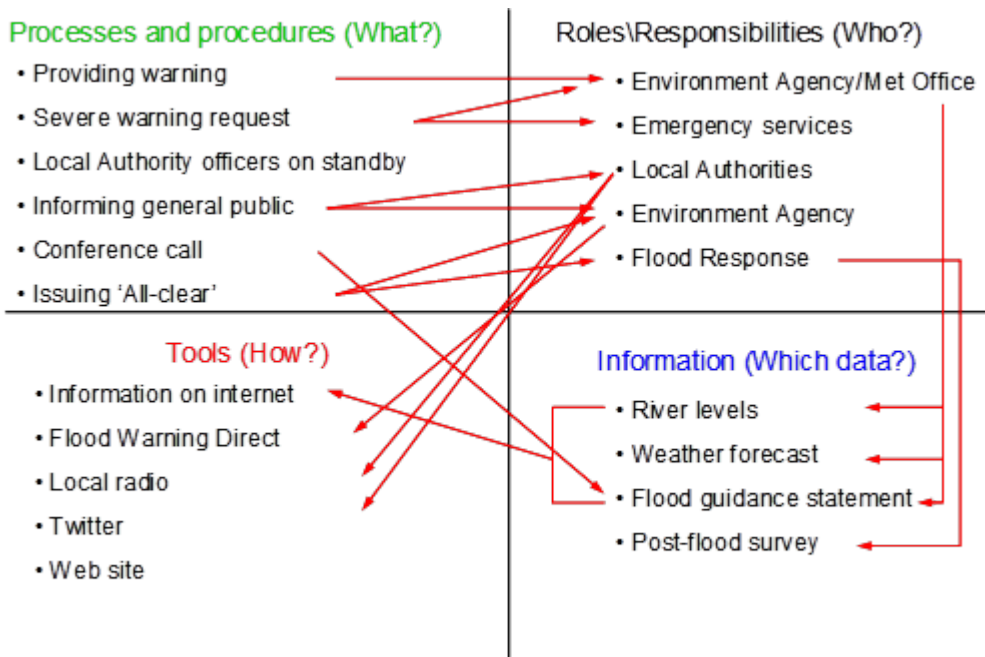 Processes and procedures (What?)
• Providing warning
• Severe warning request
• Local Authority officers on standby
• Informing general public
• Conference call
• Issuing ‘All-clear’
Roles\Responsibilities (Who?)
• Environment Agency/Met Office
• Emergency services
• Local Authorities
• Environment Agency
• Flood Response
Tools (How?)
• Information on internet
• Flood Warning Direct
• Local radio
• Twitter
• Web site
Information (Which data?)
• River levels
• Weather forecast
• Flood guidance statement
• Post-flood survey